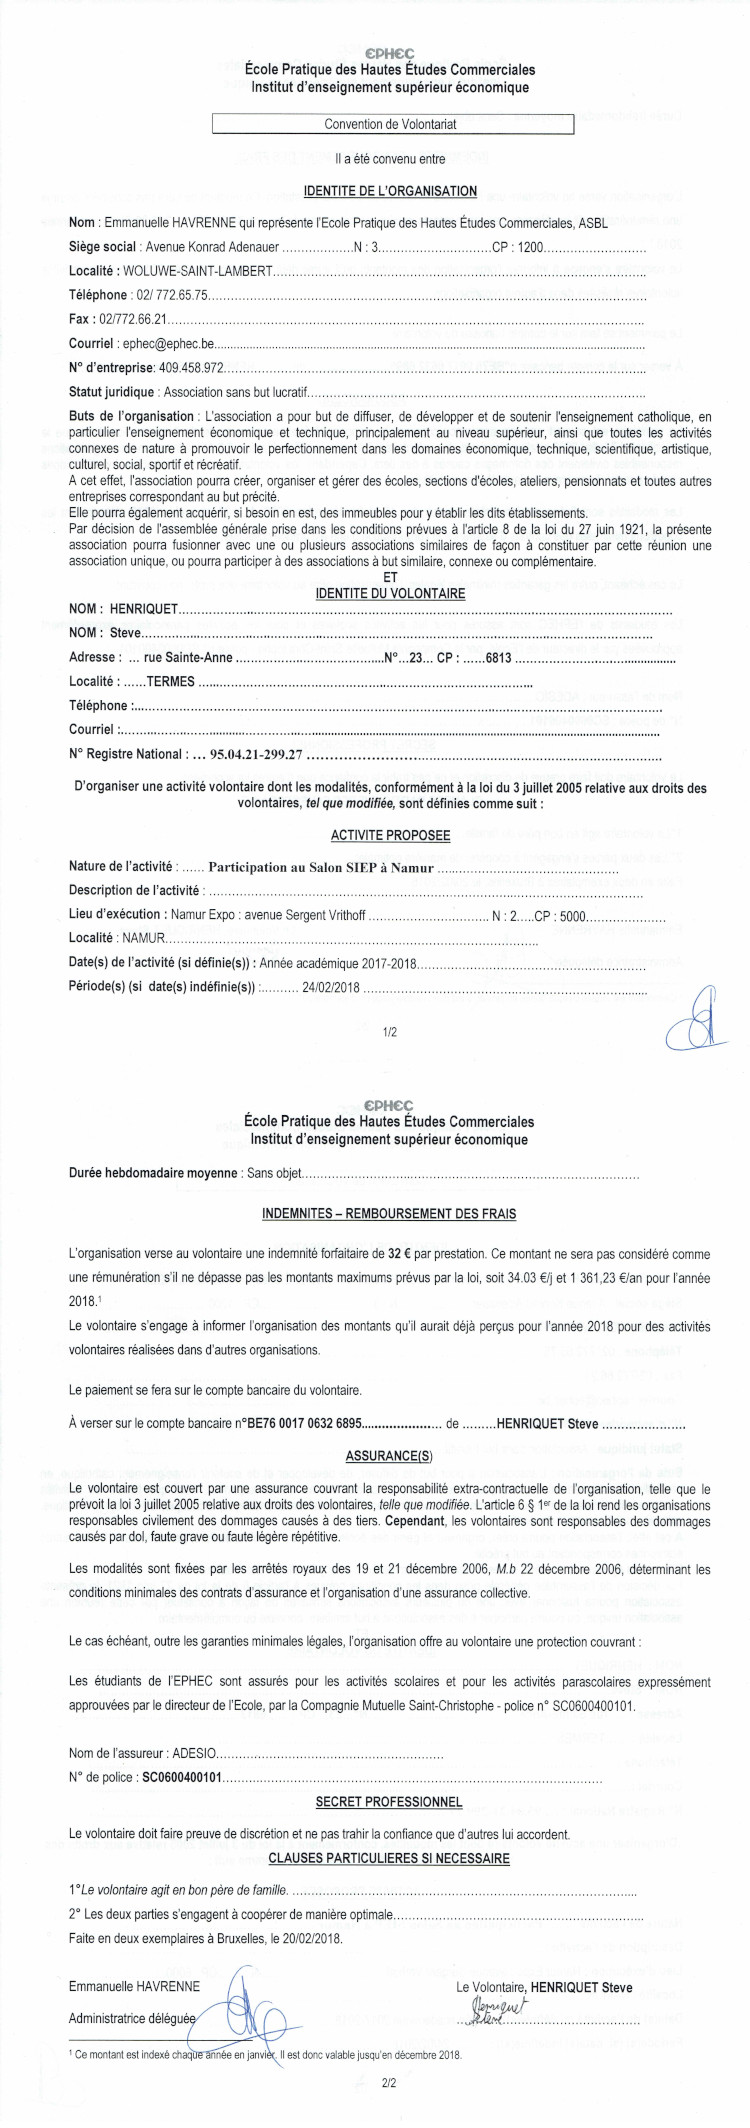 EPHEC
École Pratique des Hautes Études Commerciales
Institut d'enseignement supérieur économique
Convention de Volontariat
Il a été convenu entre
IDENTITE DE L'ORGANISATION
Nom : Emmanuelle HAVRENNE qui représente l'Ecole Pratique des Hautes Études Commerciales, ASBL
Siège social : Avenue Konrad Adenauer ....................N : 3...............................CP : 1200............................
Localité : WOLUWE-SAINT-LAMBERT.....................................................................................................
Téléphone : 02/ 772.65.75.......................................................................................................................
Fax : 02/772.66.21..................................................................................................................................
Courriel : ephec@ephec.be......................................................................................................................
N° d'entreprise: 409.458.972...................................................................................................................
Statut juridique : Association sans but lucratif............................................................................................
Buts de l'organisation : L'association a pour but de diffuser, de développer et de soutenir l'enseignement catholique, en
particulier l'enseignement économique et technique, principalement au niveau supérieur, ainsi que toutes les activités
connexes de nature à promouvoir le perfectionnement dans les domaines économique, technique, scientifique, artistique,
culturel, social, sportif et récréatif.
A cet effet, l'association pourra créer, organiser et gérer des écoles, sections d'écoles, ateliers, pensionnats et toutes autres
entreprises correspondant au but précité.
Elle pourra également acquérir, si besoin en est, des immeubles pour y établir les dits établissements.
Par décision de l'assemblée générale prise dans les conditions prévues à l'article 8 de la loi du 27 juin 1921, la présente
association pourra fusionner avec une ou plusieurs associations similaires de façon à constituer par cette réunion une
association unique, ou pourra participer à des associations à but similaire, connexe ou complémentaire.
ET
IDENTITE DU VOLONTAIRE
NOM : HENRIQUET.................................................................................................................................
NOM : Steve............................................................................................................................................
Adresse : ... rue Sainte-Anne .........................................N°...23... CP : ......6813 ............................................
Localité : ......TERMES ...........................................................................................
Téléphone :..............................................................................................................................................
Courriel :.................................................................................................................................................
N° Registre National : ... 95.04.21-299.27 ..................................................................................................
D'organiser une activité volontaire dont les modalités, conformément à la loi du 3 juillet 2005 relative aux droits des
volontaires, tel que modifiée, sont définies comme suit :
ACTIVITE PROPOSEE
Nature de l'activité : ...... Participation au Salon SIEP à Namur ..................................................
Description de l'activité : .......................................................................................................................
Lieu d'exécution : Namur Expo : avenue Sergent Vrithoff ................................. N : 2.....CP : 5000......................
Localité : NAMUR.......................................................................................................
Date(s) de l'activité (si définie(s)) : Année académique 2017-2018...............................................................
Période(s) (si date(s) indéfinie(s)) :.......... 24/02/2018 .............................................................................
1/2
EPHEC
École Pratique des Hautes Études Commerciales
Institut d'enseignement supérieur économique
Durée hebdomadaire moyenne : Sans objet.............................................................................................
INDEMNITES – REMBOURSEMENT DES FRAIS
L'organisation verse au volontaire une indemnité forfaitaire de 32 € par prestation. Ce montant ne sera pas considéré comme
une rémunération s'il ne dépasse pas les montants maximums prévus par la loi, soit 34.03 €/j et 1 361,23 €/an pour l'année
2018.¹
Le volontaire s'engage à informer l'organisation des montants qu'il aurait déjà perçus pour l'année 2018 pour des activités
volontaires réalisées dans d'autres organisations.
Le paiement se fera sur le compte bancaire du volontaire.
À verser sur le compte bancaire n°BE76 0017 0632 6895...................... de .........HENRIQUET Steve .......................
ASSURANCE(S)
Le volontaire est couvert par une assurance couvrant la responsabilité extra-contractuelle de l'organisation, telle que le
prévoit la loi 3 juillet 2005 relative aux droits des volontaires, telle que modifiée. L'article 6 § 1er de la loi rend les organisations
responsables civilement des dommages causés à des tiers. Cependant, les volontaires sont responsables des dommages
causés par dol, faute grave ou faute légère répétitive.
Les modalités sont fixées par les arrêtés royaux des 19 et 21 décembre 2006, M.b 22 décembre 2006, déterminant les
conditions minimales des contrats d'assurance et l'organisation d'une assurance collective.
Le cas échéant, outre les garanties minimales légales, l'organisation offre au volontaire une protection couvrant :
Les étudiants de l'EPHEC sont assurés pour les activités scolaires et pour les activités parascolaires expressément
approuvées par le directeur de l'Ecole, par la Compagnie Mutuelle Saint-Christophe - police n° SC0600400101.
Nom de l'assureur : ADESIO...............................................................
N° de police : SC0600400101.........................................................................................................
SECRET PROFESSIONNEL
Le volontaire doit faire preuve de discrétion et ne pas trahir la confiance que d'autres lui accordent.
CLAUSES PARTICULIERES SI NECESSAIRE
1°Le volontaire agit en bon père de famille. ................................................................................................
2° Les deux parties s'engagent à coopérer de manière optimale...................................................................
Faite en deux exemplaires à Bruxelles, le 20/02/2018.
Emmanuelle HAVRENNE Le Volontaire, HENRIQUET Steve
Henriquet
Administratrice déléguée Steve
¹ Ce montant est indexé chaque année en janvier. Il est donc valable jusqu'en décembre 2018.
2/2